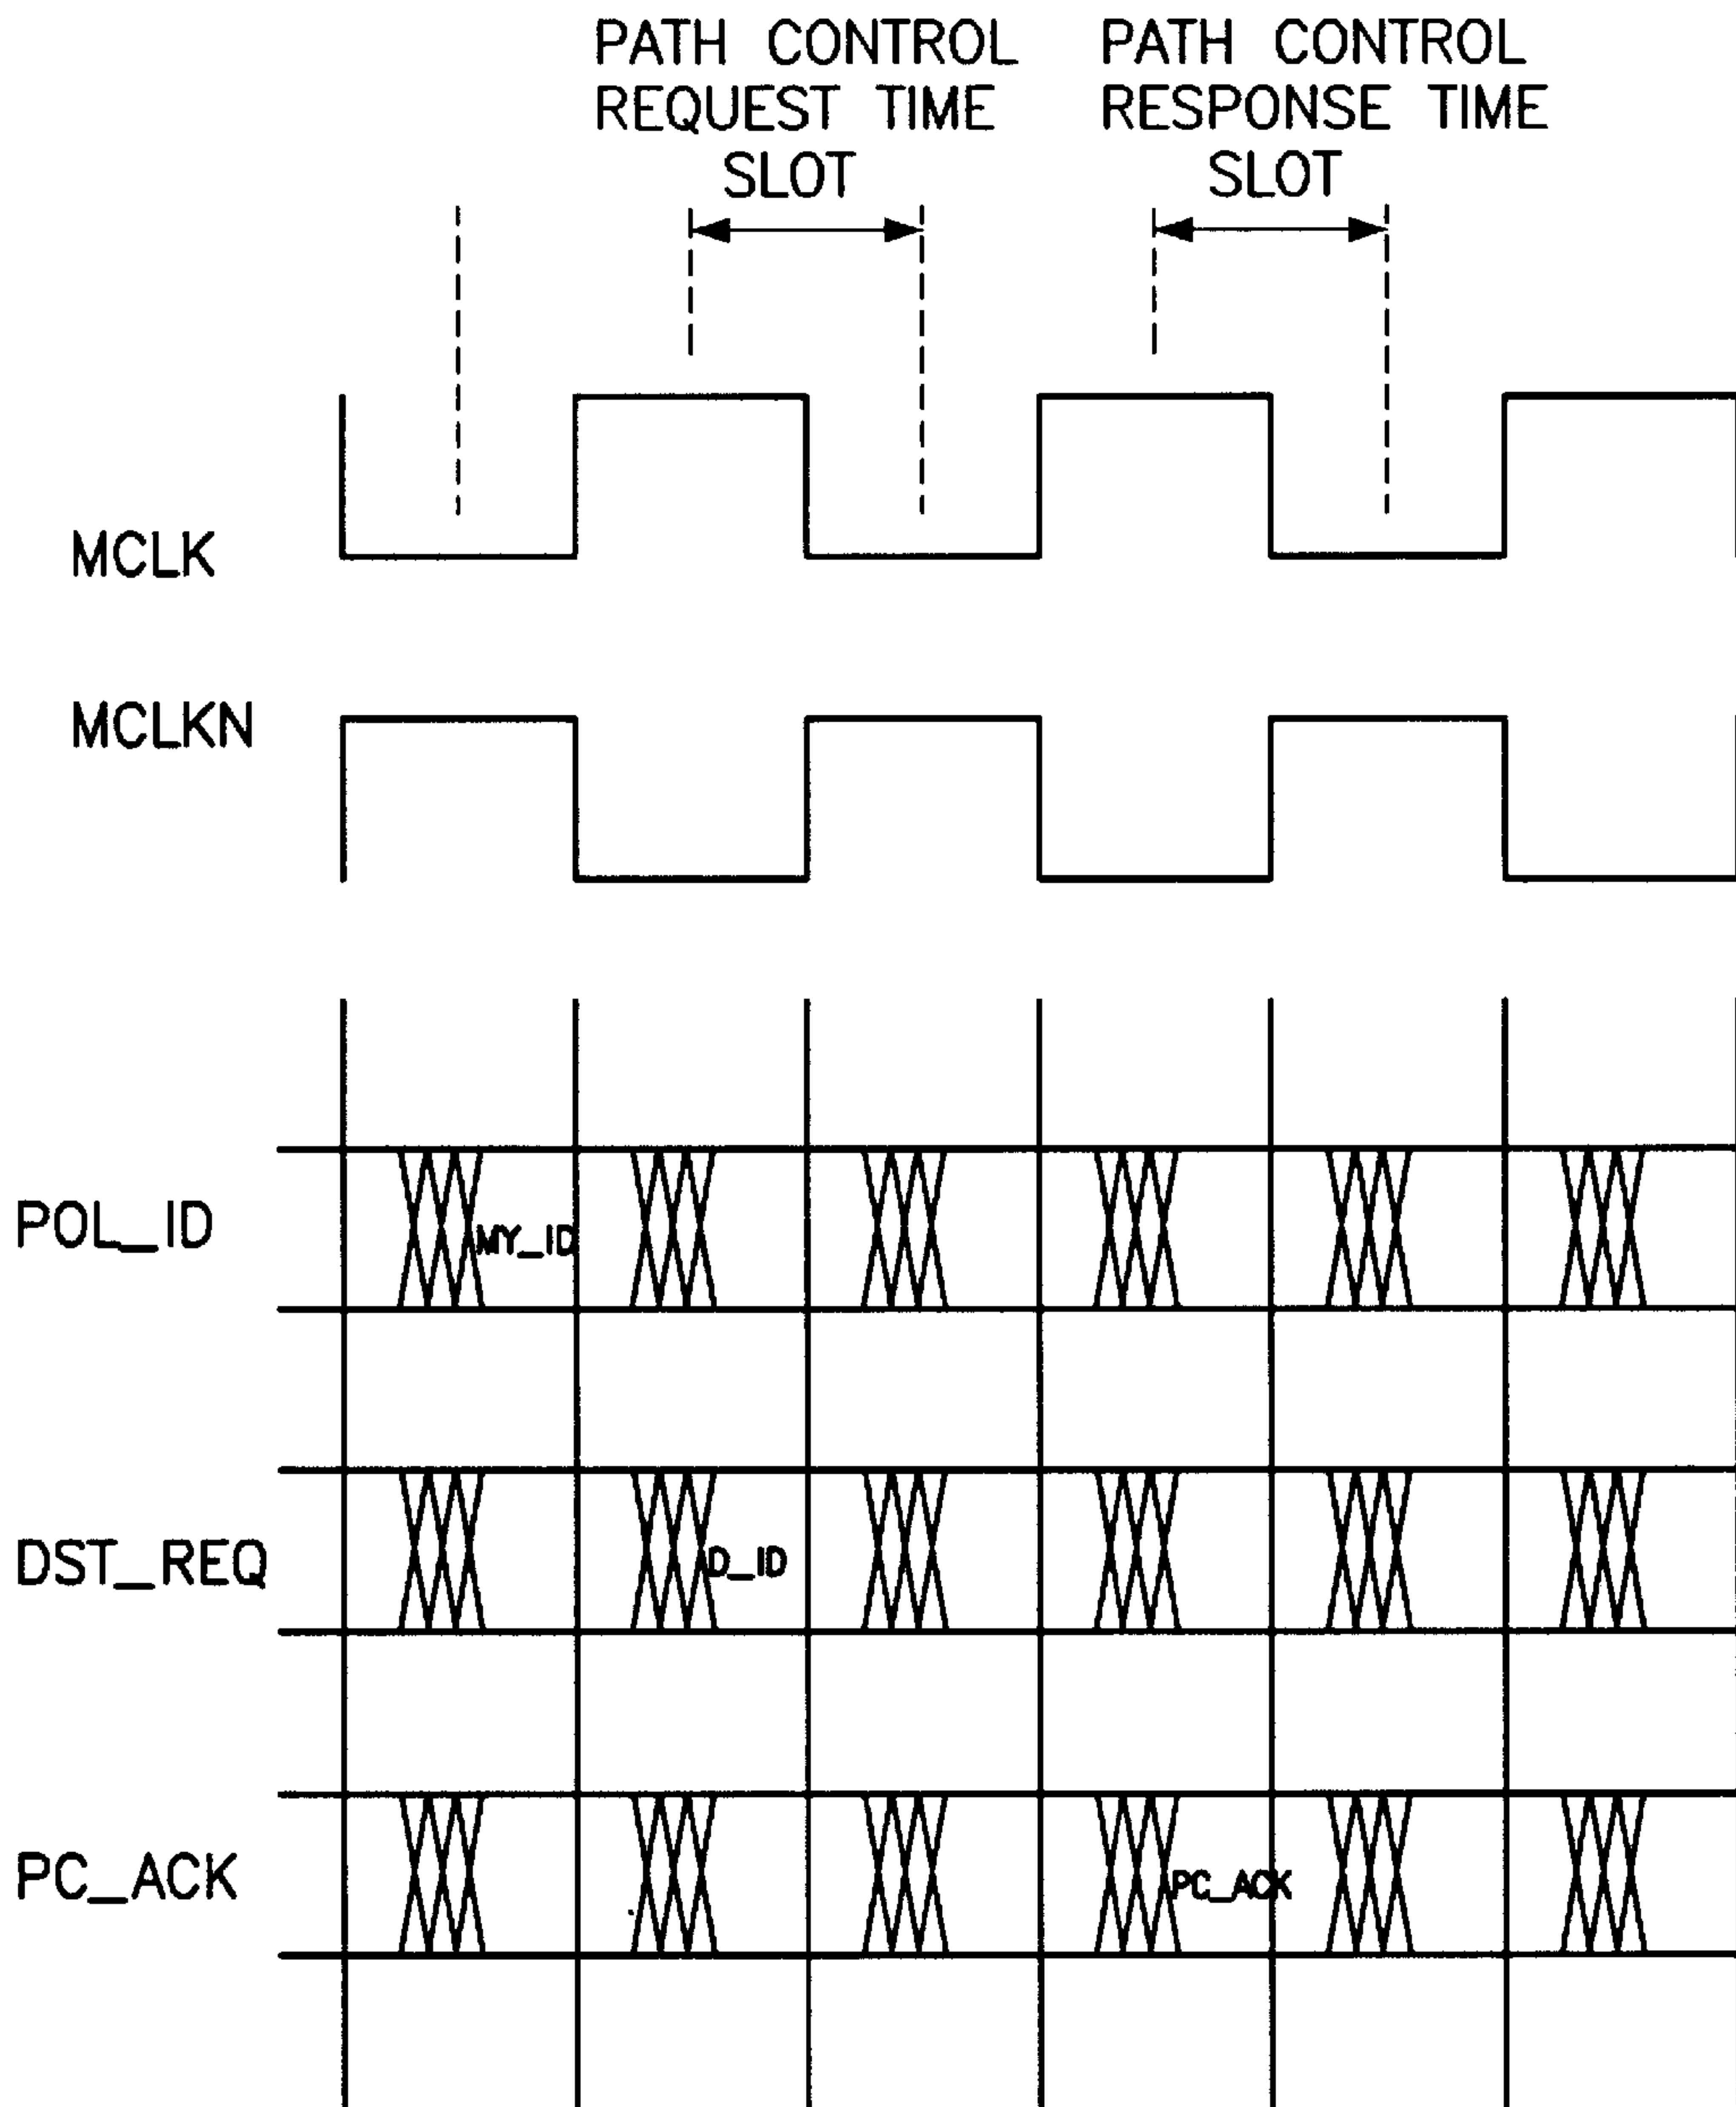 PATH CONTROL
REQUEST TIME
SLOT
PATH CONTROL
RESPONSE TIME
SLOT
MCLK
MCLKN
POL_ID
MY_ID
DST_REQ
D_ID
PC_ACK
PC_ACK